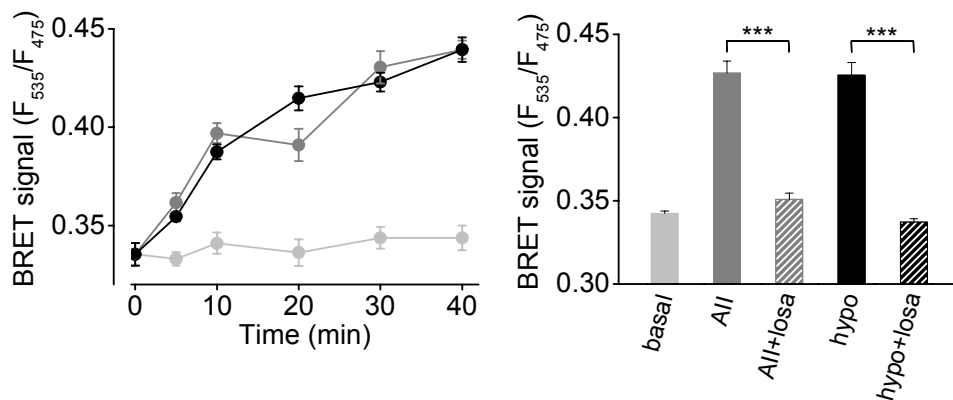 BRET signal (F535/F475)
0.45
0.40
0.35
0 10 20 30 40
Time (min)
BRET signal (F535/F475)
0.45
0.40
0.35
0.30
*** ***
basal
AII
AII+losa
hypo
hypo+losa